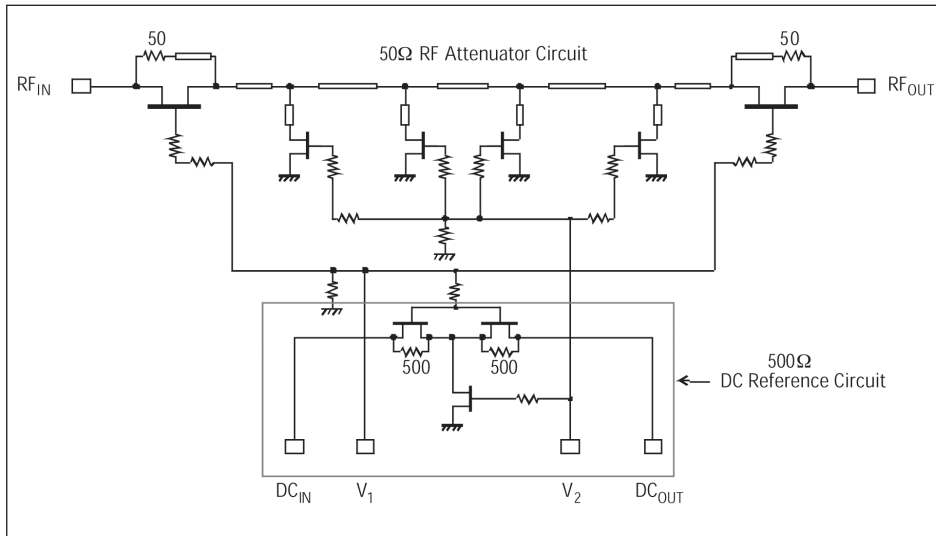 50
50Ω RF Attenuator Circuit
50
RF_IN
RF_OUT
500
500
500Ω
DC Reference Circuit
DC_IN
V_1
V_2
DC_OUT